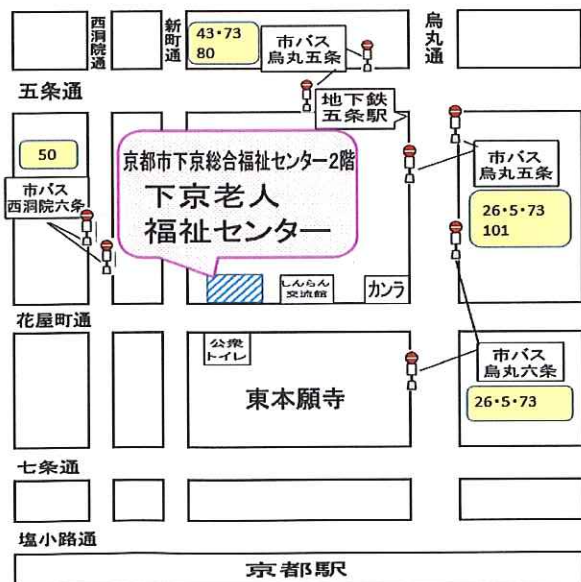 西洞院通
新町通
43・73
80
市バス
烏丸五条
烏丸通
五条通
地下鉄
五条駅
50
市バス
西洞院六条
京都市下京総合福祉センター2階
下京老人
福祉センター
市バス
烏丸五条
26・5・73
101
しんらん
交流館
カンラ
花屋町通
公衆
トイレ
東本願寺
市バス
烏丸六条
26・5・73
七条通
塩小路通
京都駅